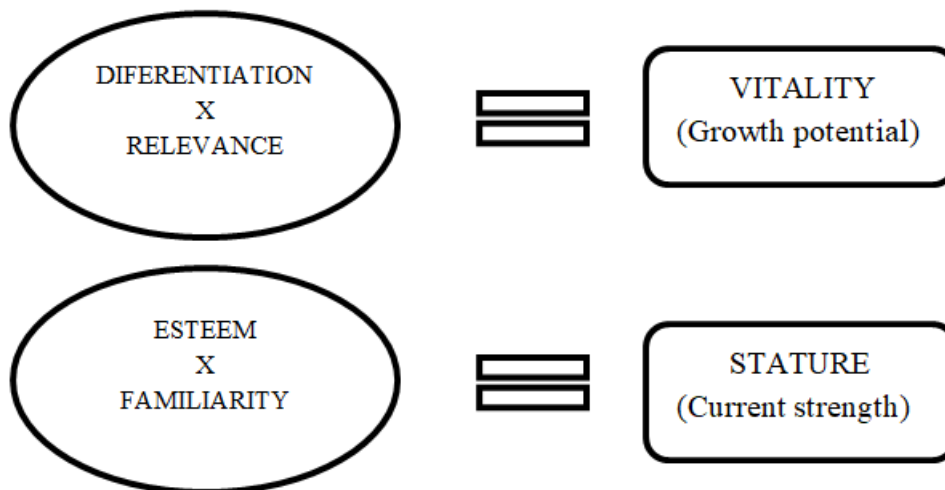 DIFERENTIATION
X
RELEVANCE
VITALITY
(Growth potential)
ESTEEM
X
FAMILIARITY
STATURE
(Current strength)